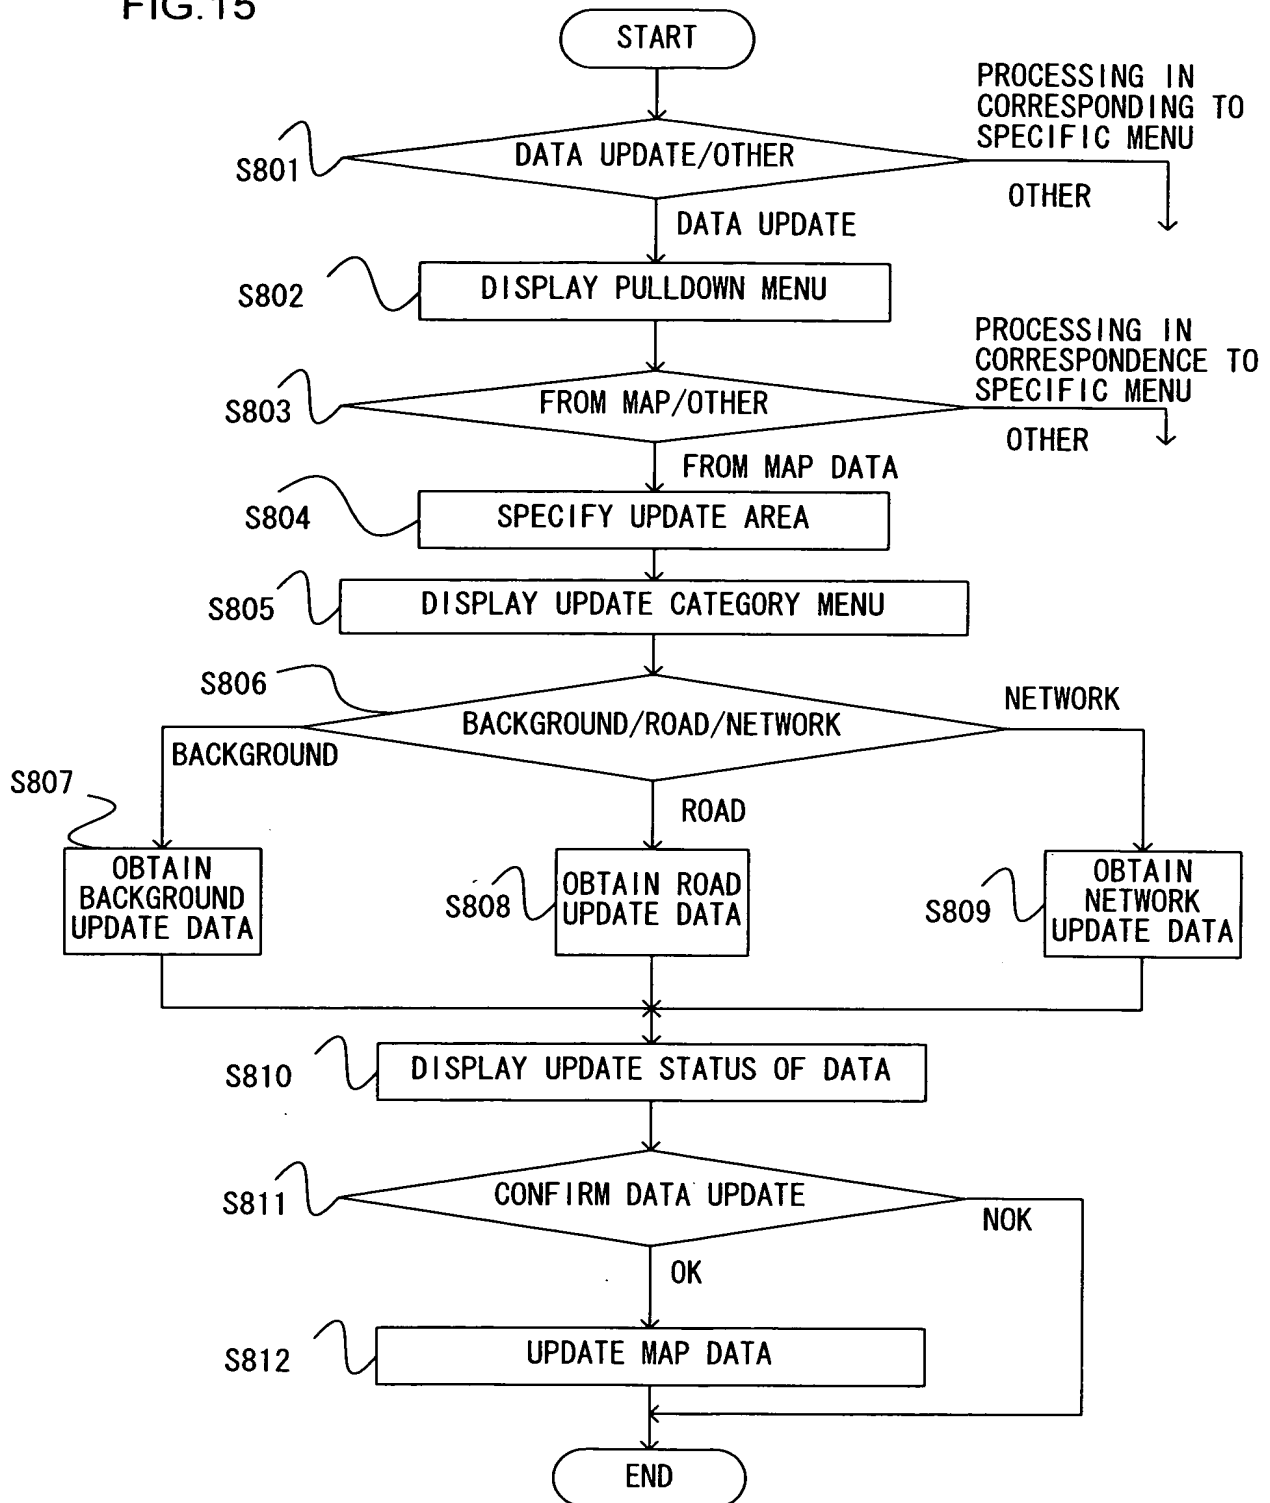 FIG.15
START
PROCESSING IN
CORRESPONDING TO
SPECIFIC MENU
S801
DATA UPDATE/OTHER
OTHER
DATA UPDATE
S802
DISPLAY PULLDOWN MENU
PROCESSING IN
CORRESPONDENCE TO
SPECIFIC MENU
S803
FROM MAP/OTHER
OTHER
FROM MAP DATA
S804
SPECIFY UPDATE AREA
S805
DISPLAY UPDATE CATEGORY MENU
S806
BACKGROUND/ROAD/NETWORK
NETWORK
BACKGROUND
ROAD
S807
OBTAIN
BACKGROUND
UPDATE DATA
S808
OBTAIN ROAD
UPDATE DATA
S809
OBTAIN
NETWORK
UPDATE DATA
S810
DISPLAY UPDATE STATUS OF DATA
S811
CONFIRM DATA UPDATE
NOK
OK
S812
UPDATE MAP DATA
END